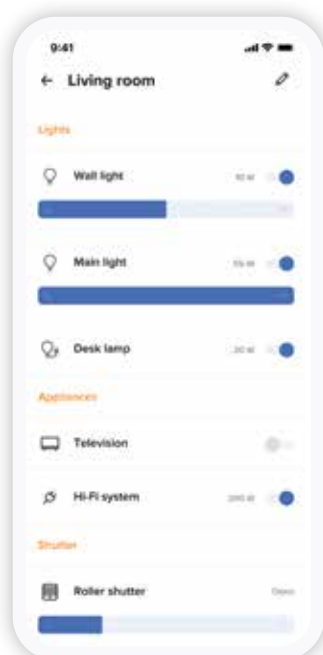 9:41
Living room
Lights
Wall light
Main light
Desk lamp
Appliances
Television
Hi-Fi system
Shutter
Roller shutter